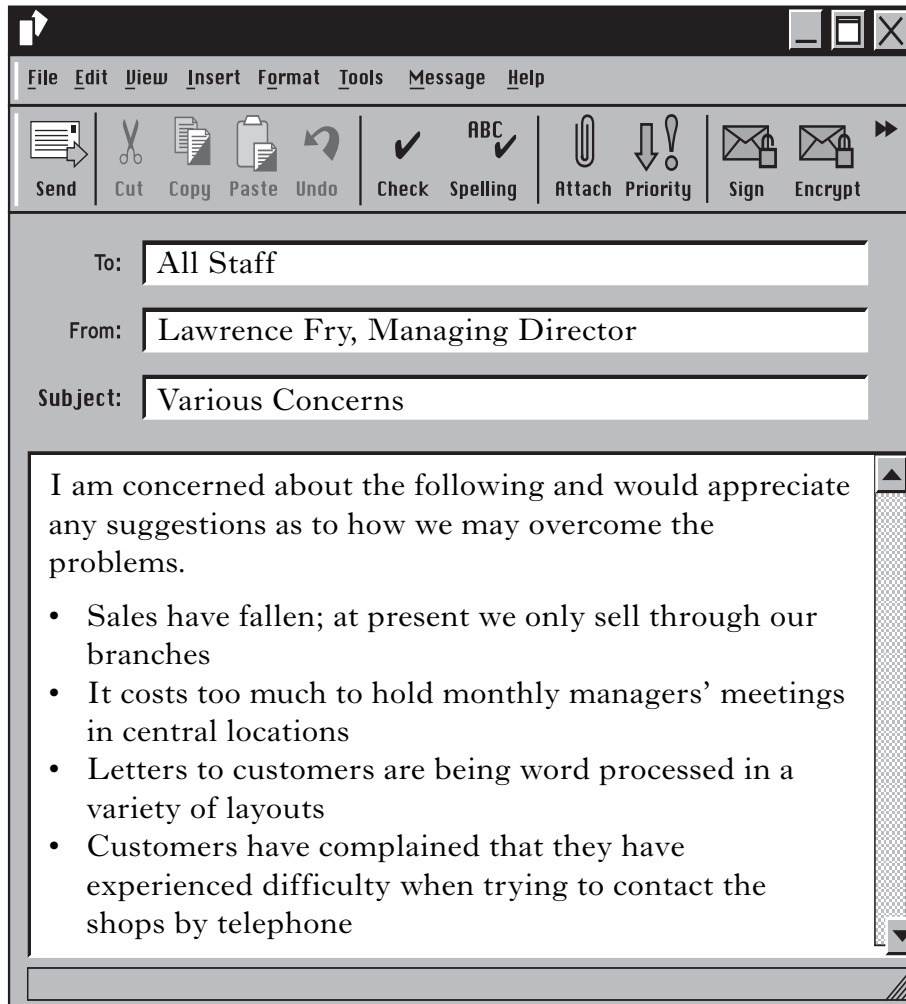 File Edit View Insert Format Tools Message Help
ABC
Send Cut Copy Paste Undo Check Spelling Attach Priority Sign Encrypt
To: All Staff
From: Lawrence Fry, Managing Director
Subject: Various Concerns
I am concerned about the following and would appreciate
any suggestions as to how we may overcome the
problems.
• Sales have fallen; at present we only sell through our
branches
• It costs too much to hold monthly managers’ meetings
in central locations
• Letters to customers are being word processed in a
variety of layouts
• Customers have complained that they have
experienced difficulty when trying to contact the
shops by telephone